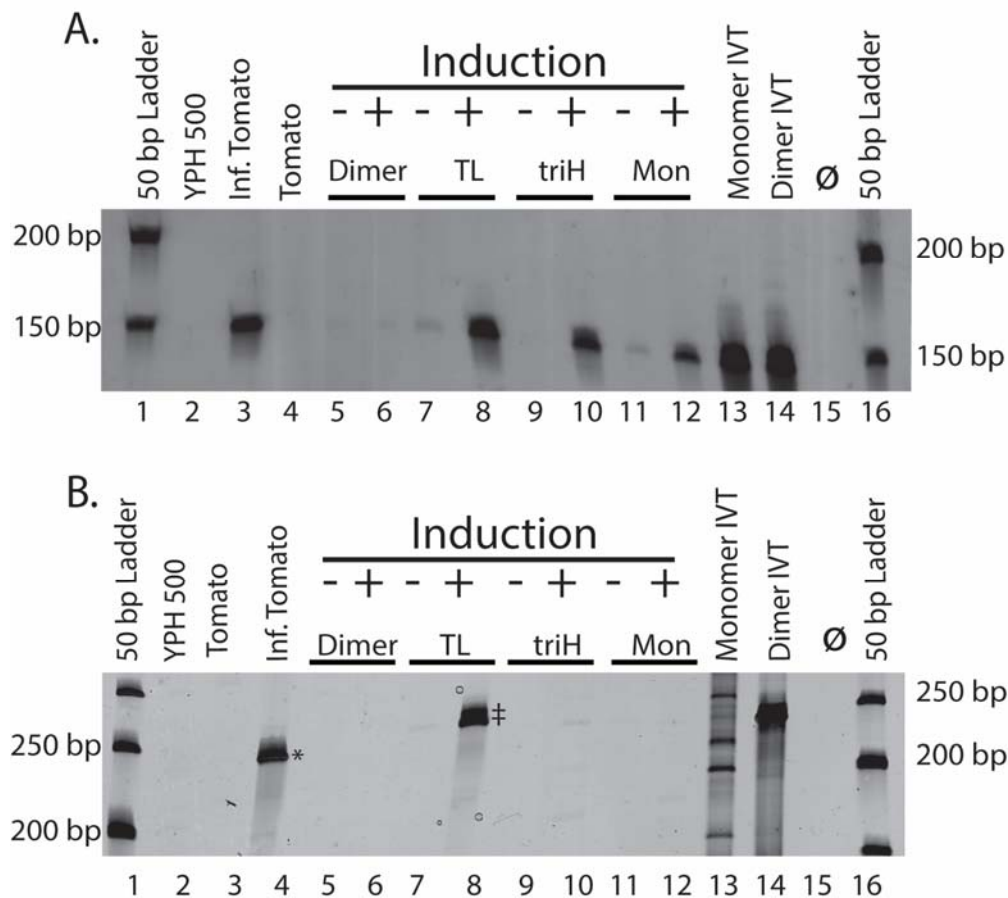 A.
50 bp Ladder
YPH 500
Inf. Tomato
Tomato
Induction
- + - + - + - +
Dimer TL triH Mon
Monomer IVT
Dimer IVT
Ø
50 bp Ladder
200 bp
150 bp
200 bp
150 bp
1 2 3 4 5 6 7 8 9 10 11 12 13 14 15 16
B.
50 bp Ladder
YPH 500
Tomato
Inf. Tomato
Induction
- + - + - + - +
Dimer TL triH Mon
Monomer IVT
Dimer IVT
Ø
50 bp Ladder
250 bp
200 bp
*
‡
250 bp
200 bp
1 2 3 4 5 6 7 8 9 10 11 12 13 14 15 16